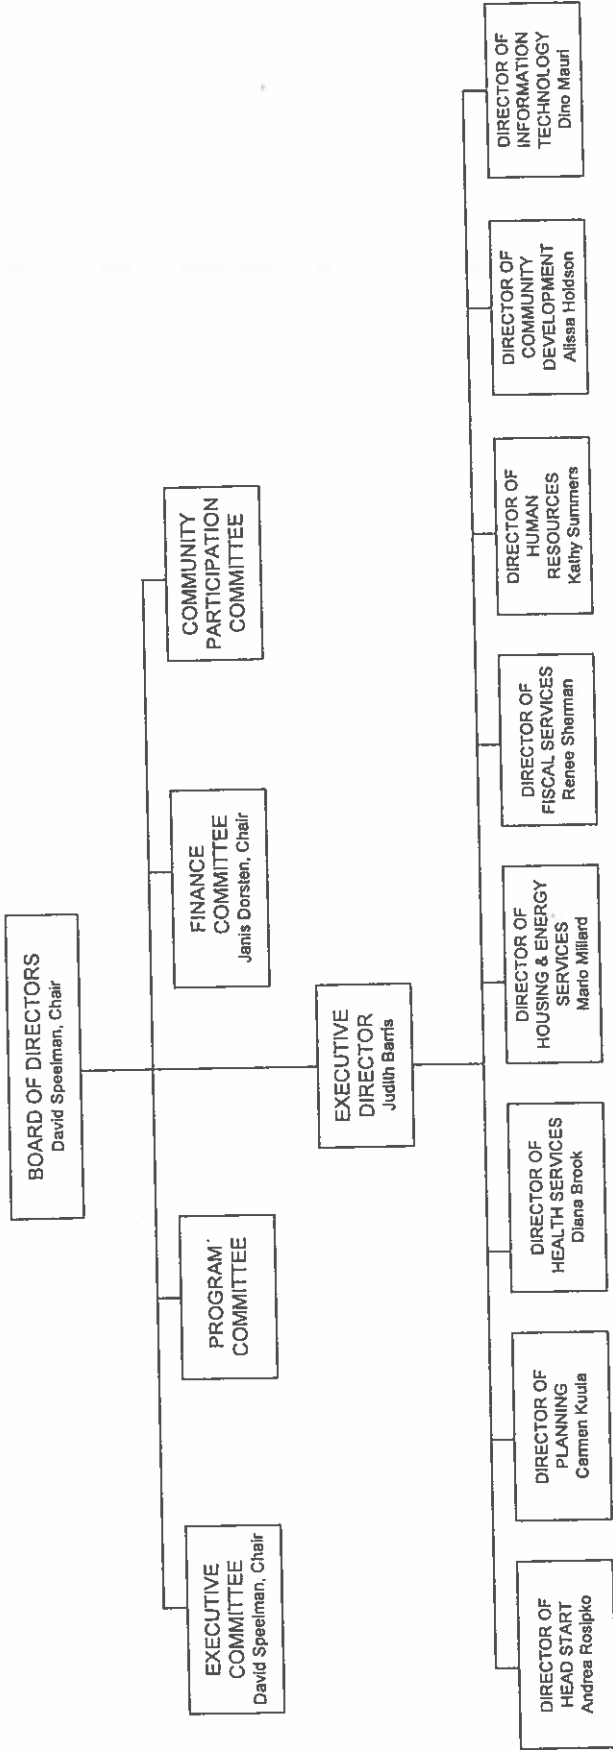 BOARD OF DIRECTORS
David Speelman, Chair
EXECUTIVE
COMMITTEE
David Speelman, Chair
PROGRAM
COMMITTEE
FINANCE
COMMITTEE
Janis Dorsten, Chair
COMMUNITY
PARTICIPATION
COMMITTEE
EXECUTIVE
DIRECTOR
Judith Barris
DIRECTOR OF
HEAD START
Andrea Rosipko
DIRECTOR OF
PLANNING
Carmen Kuula
DIRECTOR OF
HEALTH SERVICES
Diana Brook
DIRECTOR OF
HOUSING & ENERGY
SERVICES
Marlo Millard
DIRECTOR OF
FISCAL SERVICES
Renee Sherman
DIRECTOR OF
HUMAN
RESOURCES
Kathy Summers
DIRECTOR OF
COMMUNITY
DEVELOPMENT
Alissa Holdson
DIRECTOR OF
INFORMATION
TECHNOLOGY
Dino Mauri